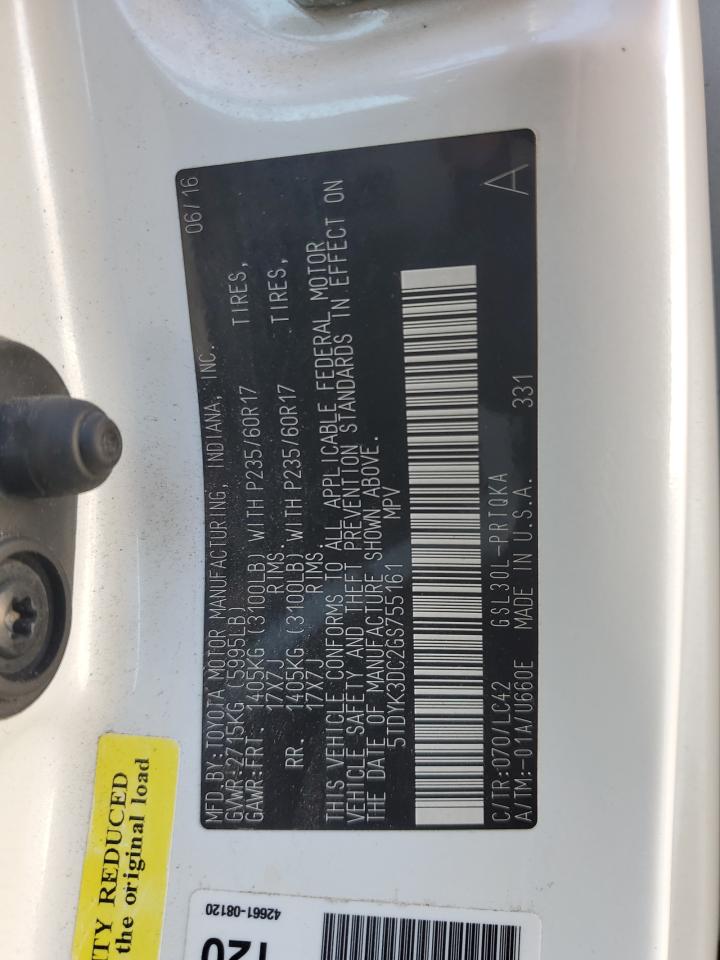 MFD.BY:TOYOTA MOTOR MANUFACTURING, INDIANA, INC. 06/16
GVWR:2715KG (5995LB)
GAWR:FRT. 1405KG (3100LB) WITH P235/60R17 TIRES,
17X7J RIMS.
RR. 1405KG (3100LB) WITH P235/60R17 TIRES,
17X7J RIMS.
THIS VEHICLE CONFORMS TO ALL APPLICABLE FEDERAL MOTOR
VEHICLE SAFETY AND THEFT PREVENTION STANDARDS IN EFFECT ON
THE DATE OF MANUFACTURE SHOWN ABOVE.
5TDYK3DC2GS755161 MPV
C/TR:070/LC42 GSL30L-PRTQKA 331 A
A/TM:-01A/U660E MADE IN U.S.A.
REDUCED
the original load
42661-08120